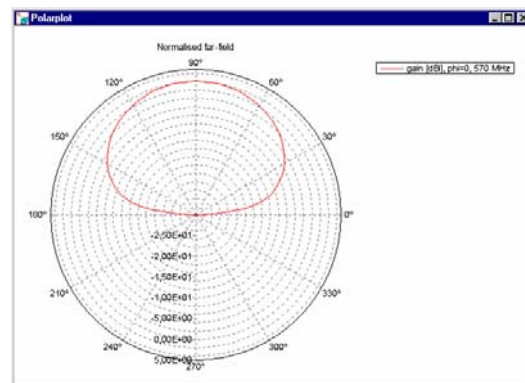 Polarplot
Normalised far-field
gain [dBi], phi=0, 570 MHz
90°
120°
60°
150°
30°
180°
0°
-2,50E+01
-2,00E+01
-1,50E+01
-1,00E+01
-5,00E+00
0,00E+00
5,00E+00
210°
330°
240°
300°
270°